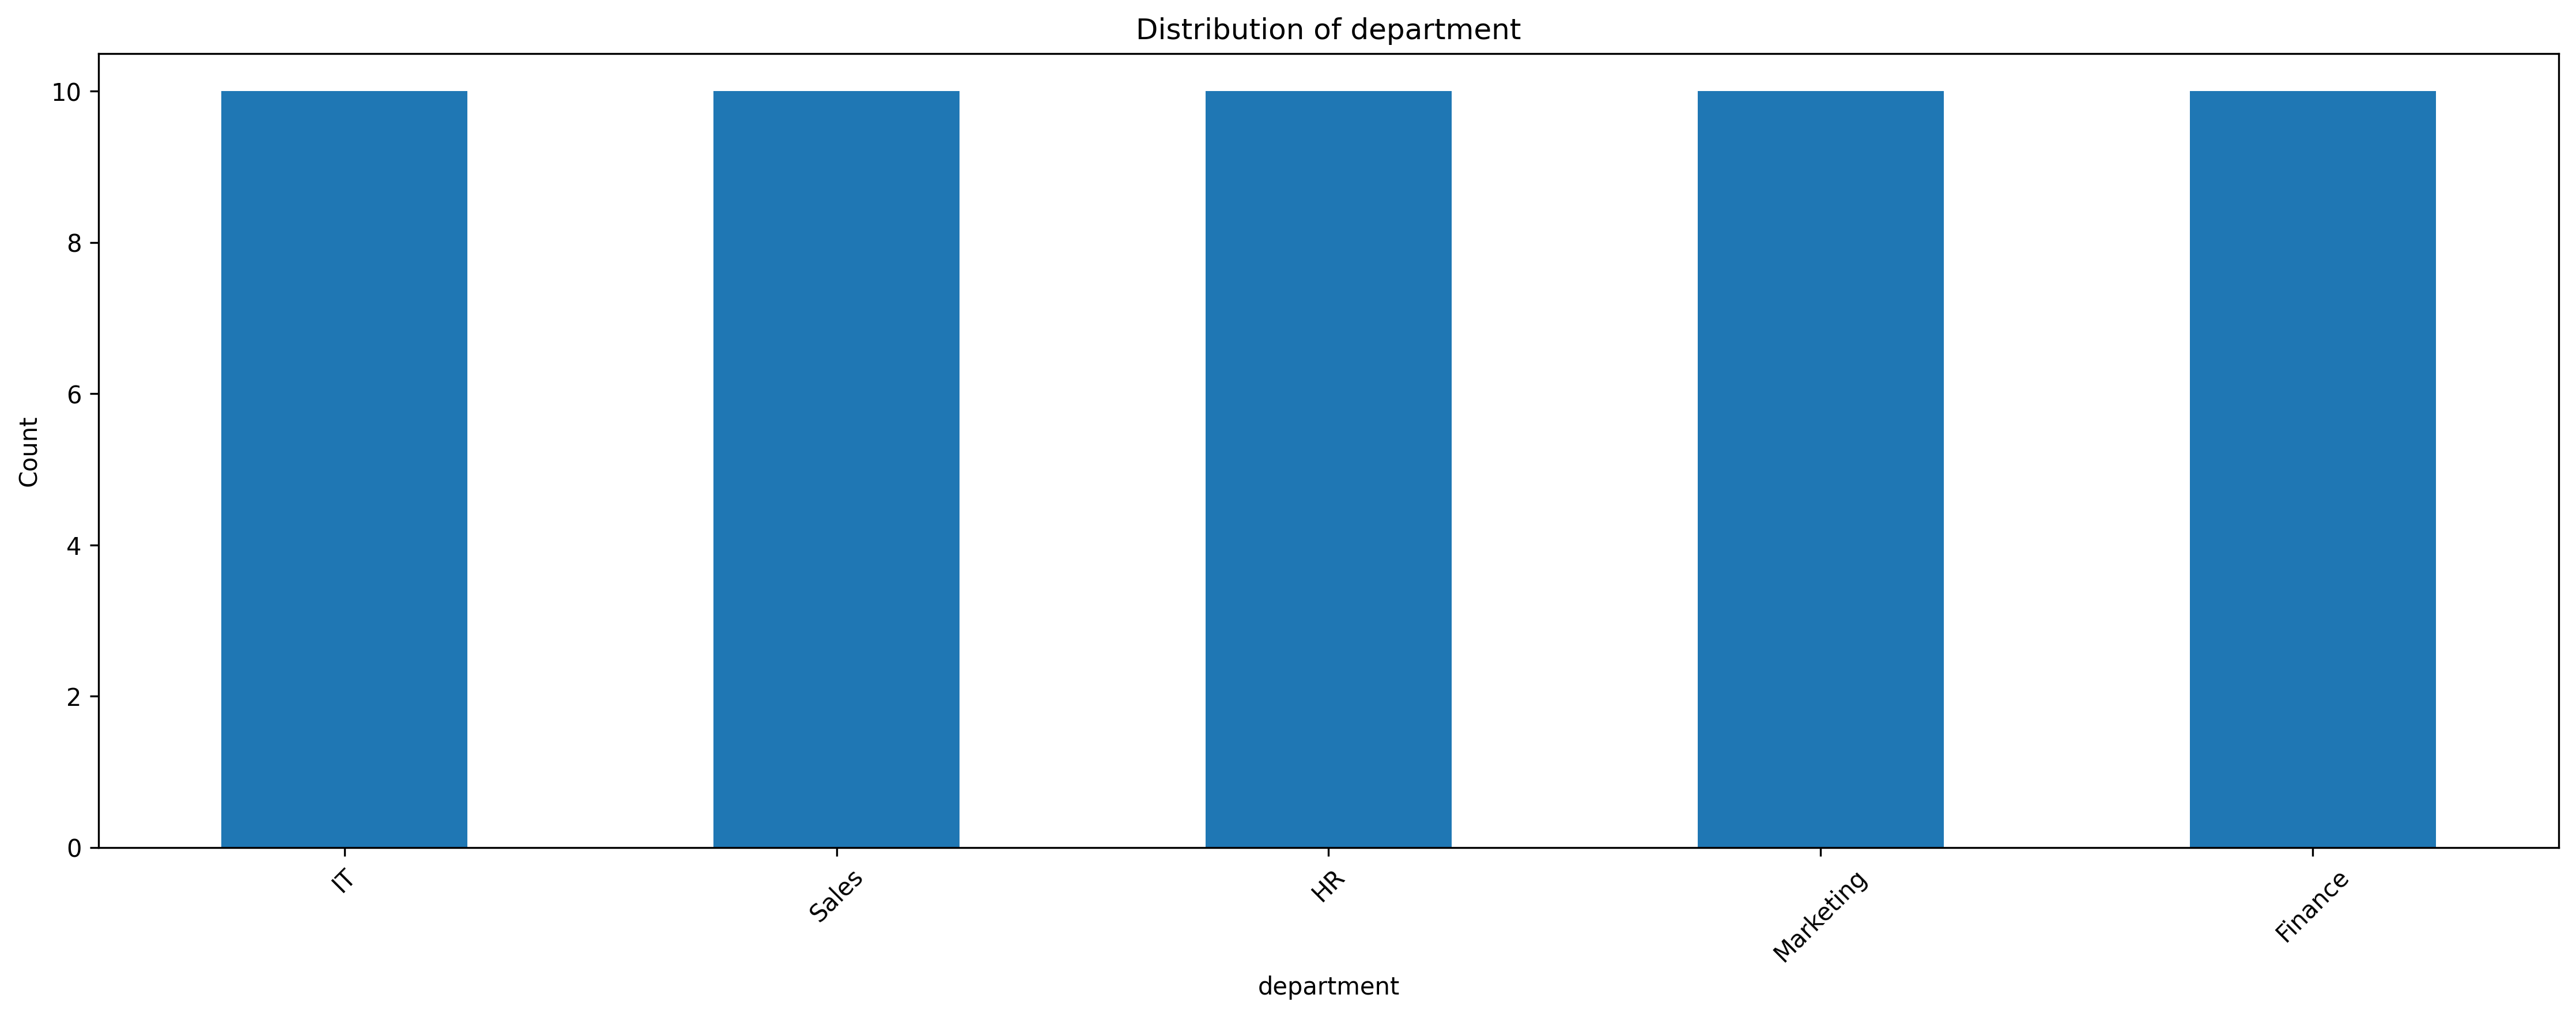 Distribution of department
10
8
6
4
2
0
Count
IT
Sales
HR
Marketing
Finance
department